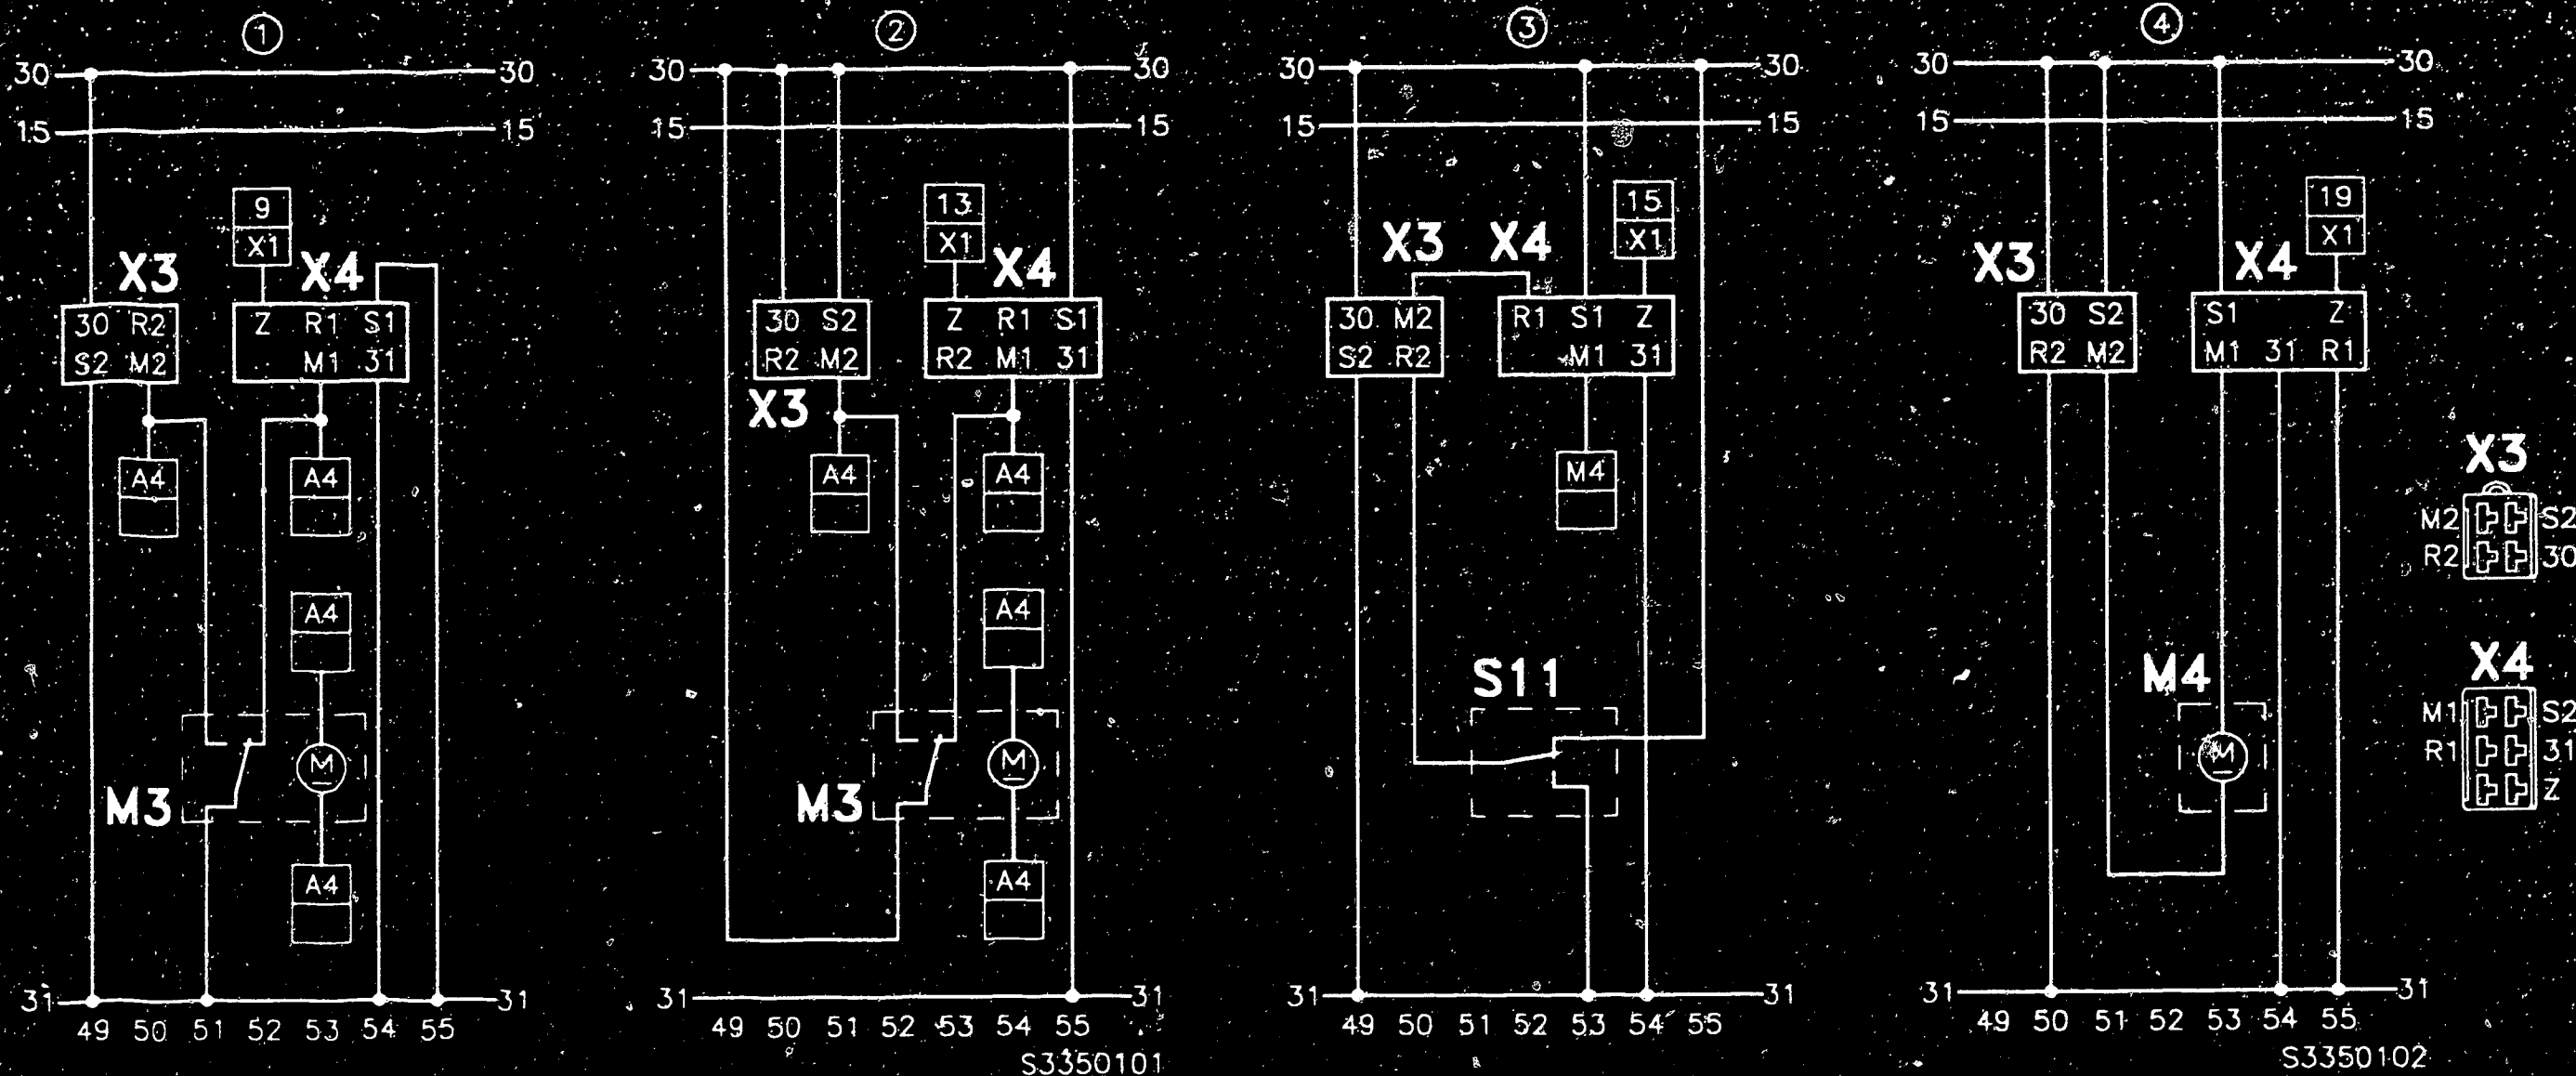 ① ② ③ ④
30 30 30 30 30 30 30 30
15 15 15 15 15 15 15 15
9 13 15 19
X1 X1 X1 X1
X3 X4 X4 X3 X4 X3 X4
30 R2 Z R1 S1 30 S2 Z R1 S1 30 M2 R1 S1 Z 30 S2 S1 Z
S2 M2 M1 31 R2 M2 R2 M1 31 S2 R2 M1 31 R2 M2 M1 31 R1
X3
A4 A4 A4 A4 M4
X3
M2 S2
R2 30
A4 A4
S11 M4 X4
M1 S2
R1 31
Z
M M M
M3 M3
A4 A4
31 31 31 31 31 31 31 31
49 50 51 52 53 54 55 49 50 51 52 53 54 55 49 50 51 52 53 54 55 49 50 51 52 53 54 55
S3350101 S3350102